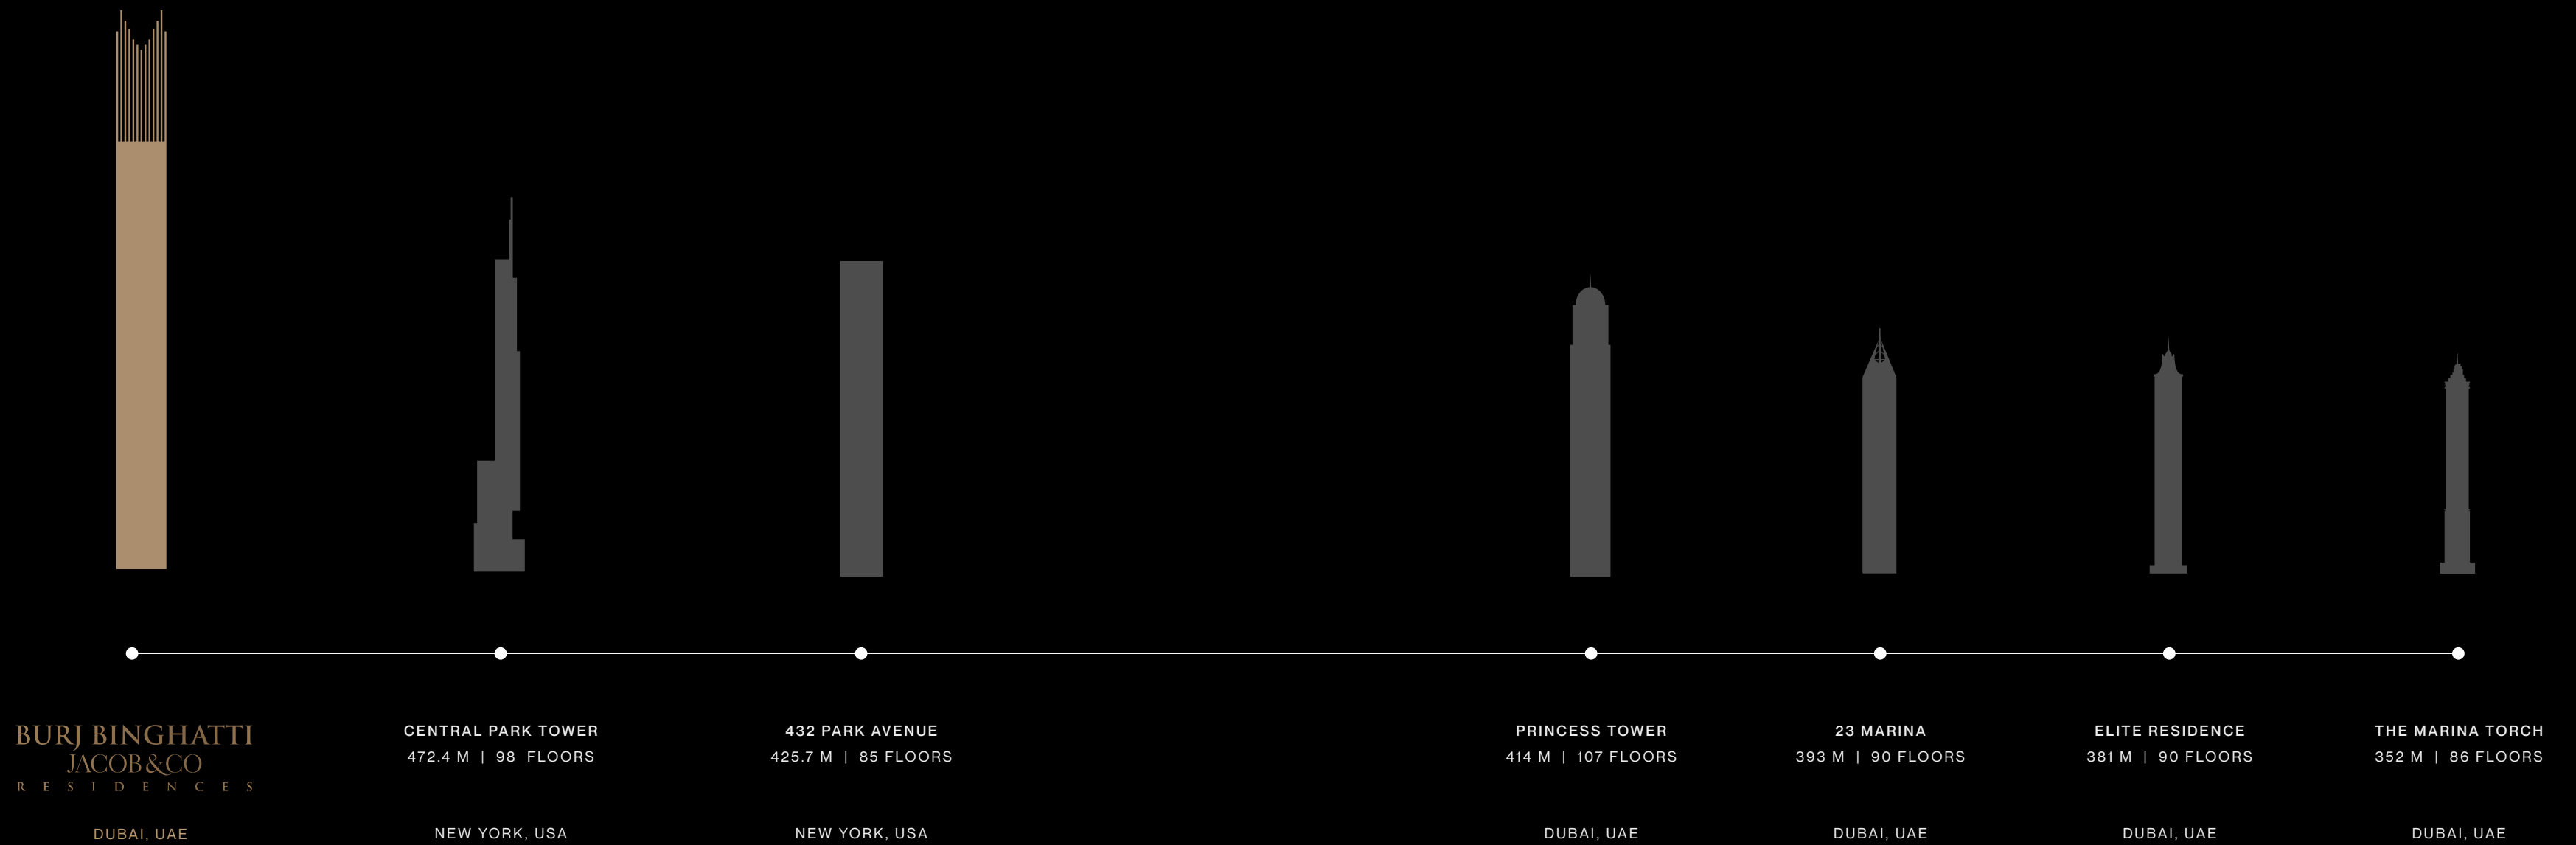 BURJ BINGHATTI
JACOB&CO
RESIDENCES
DUBAI, UAE
CENTRAL PARK TOWER
472.4 M | 98 FLOORS
NEW YORK, USA
432 PARK AVENUE
425.7 M | 85 FLOORS
NEW YORK, USA
PRINCESS TOWER
414 M | 107 FLOORS
DUBAI, UAE
23 MARINA
393 M | 90 FLOORS
DUBAI, UAE
ELITE RESIDENCE
381 M | 90 FLOORS
DUBAI, UAE
THE MARINA TORCH
352 M | 86 FLOORS
DUBAI, UAE